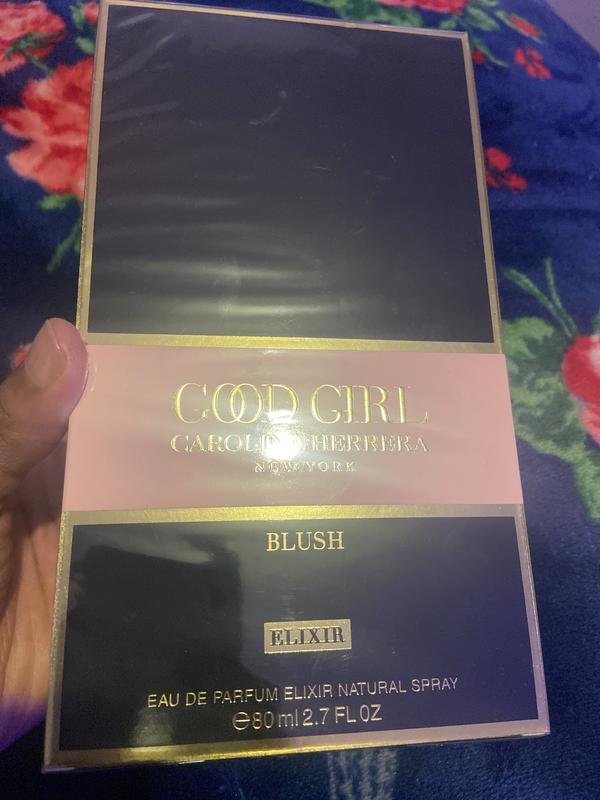 GOOD GIRL
CAROLINA HERRERA
NEW YORK
BLUSH
ELIXIR
EAU DE PARFUM ELIXIR NATURAL SPRAY
℮80 ml 2.7 FL OZ